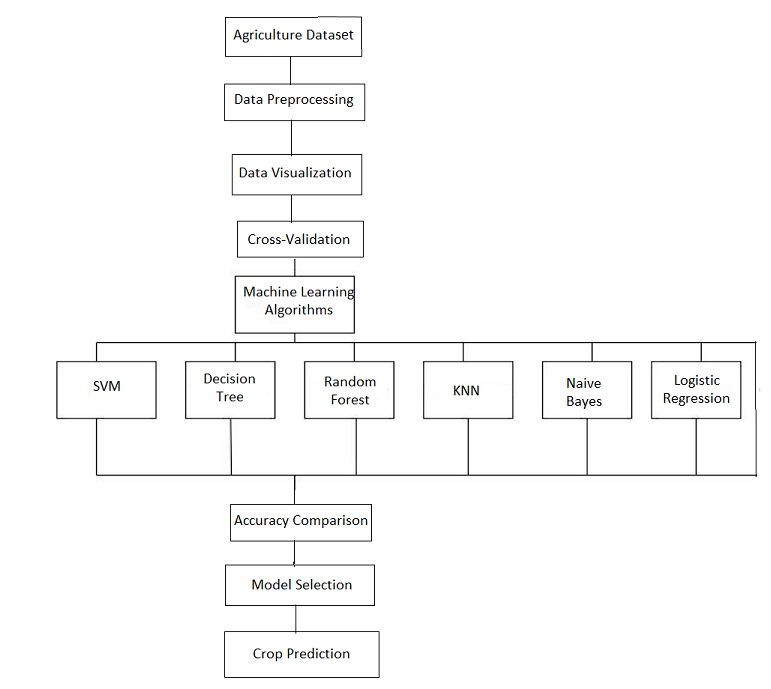 Agriculture Dataset
Data Preprocessing
Data Visualization
Cross-Validation
Machine Learning
Algorithms
SVM
Decision
Tree
Random
Forest
KNN
Naive
Bayes
Logistic
Regression
Accuracy Comparison
Model Selection
Crop Prediction